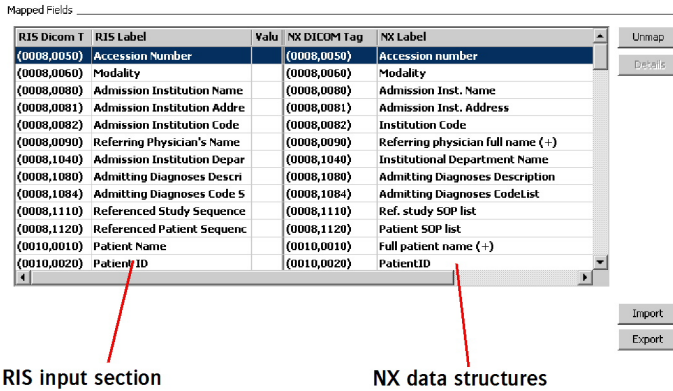 Mapped Fields
RIS Dicom T RIS Label Valu NX DICOM Tag NX Label
(0008,0050) Accession Number (0008,0050) Accession number
(0008,0060) Modality (0008,0060) Modality
(0008,0080) Admission Institution Name (0008,0080) Admission Inst. Name
(0008,0081) Admission Institution Addre (0008,0081) Admission Inst. Address
(0008,0082) Admission Institution Code (0008,0082) Institution Code
(0008,0090) Referring Physician's Name (0008,0090) Referring physician full name (+)
(0008,1040) Admission Institution Depar (0008,1040) Institutional Department Name
(0008,1080) Admitting Diagnoses Descri (0008,1080) Admitting Diagnoses Description
(0008,1084) Admitting Diagnoses Code S (0008,1084) Admitting Diagnoses CodeList
(0008,1110) Referenced Study Sequence (0008,1110) Ref. study SOP list
(0008,1120) Referenced Patient Sequenc (0008,1120) Patient SOP list
(0010,0010) Patient Name (0010,0010) Full patient name (+)
(0010,0020) Patient ID (0010,0020) PatientID
Unmap
Details
Import
Export
RIS input section NX data structures